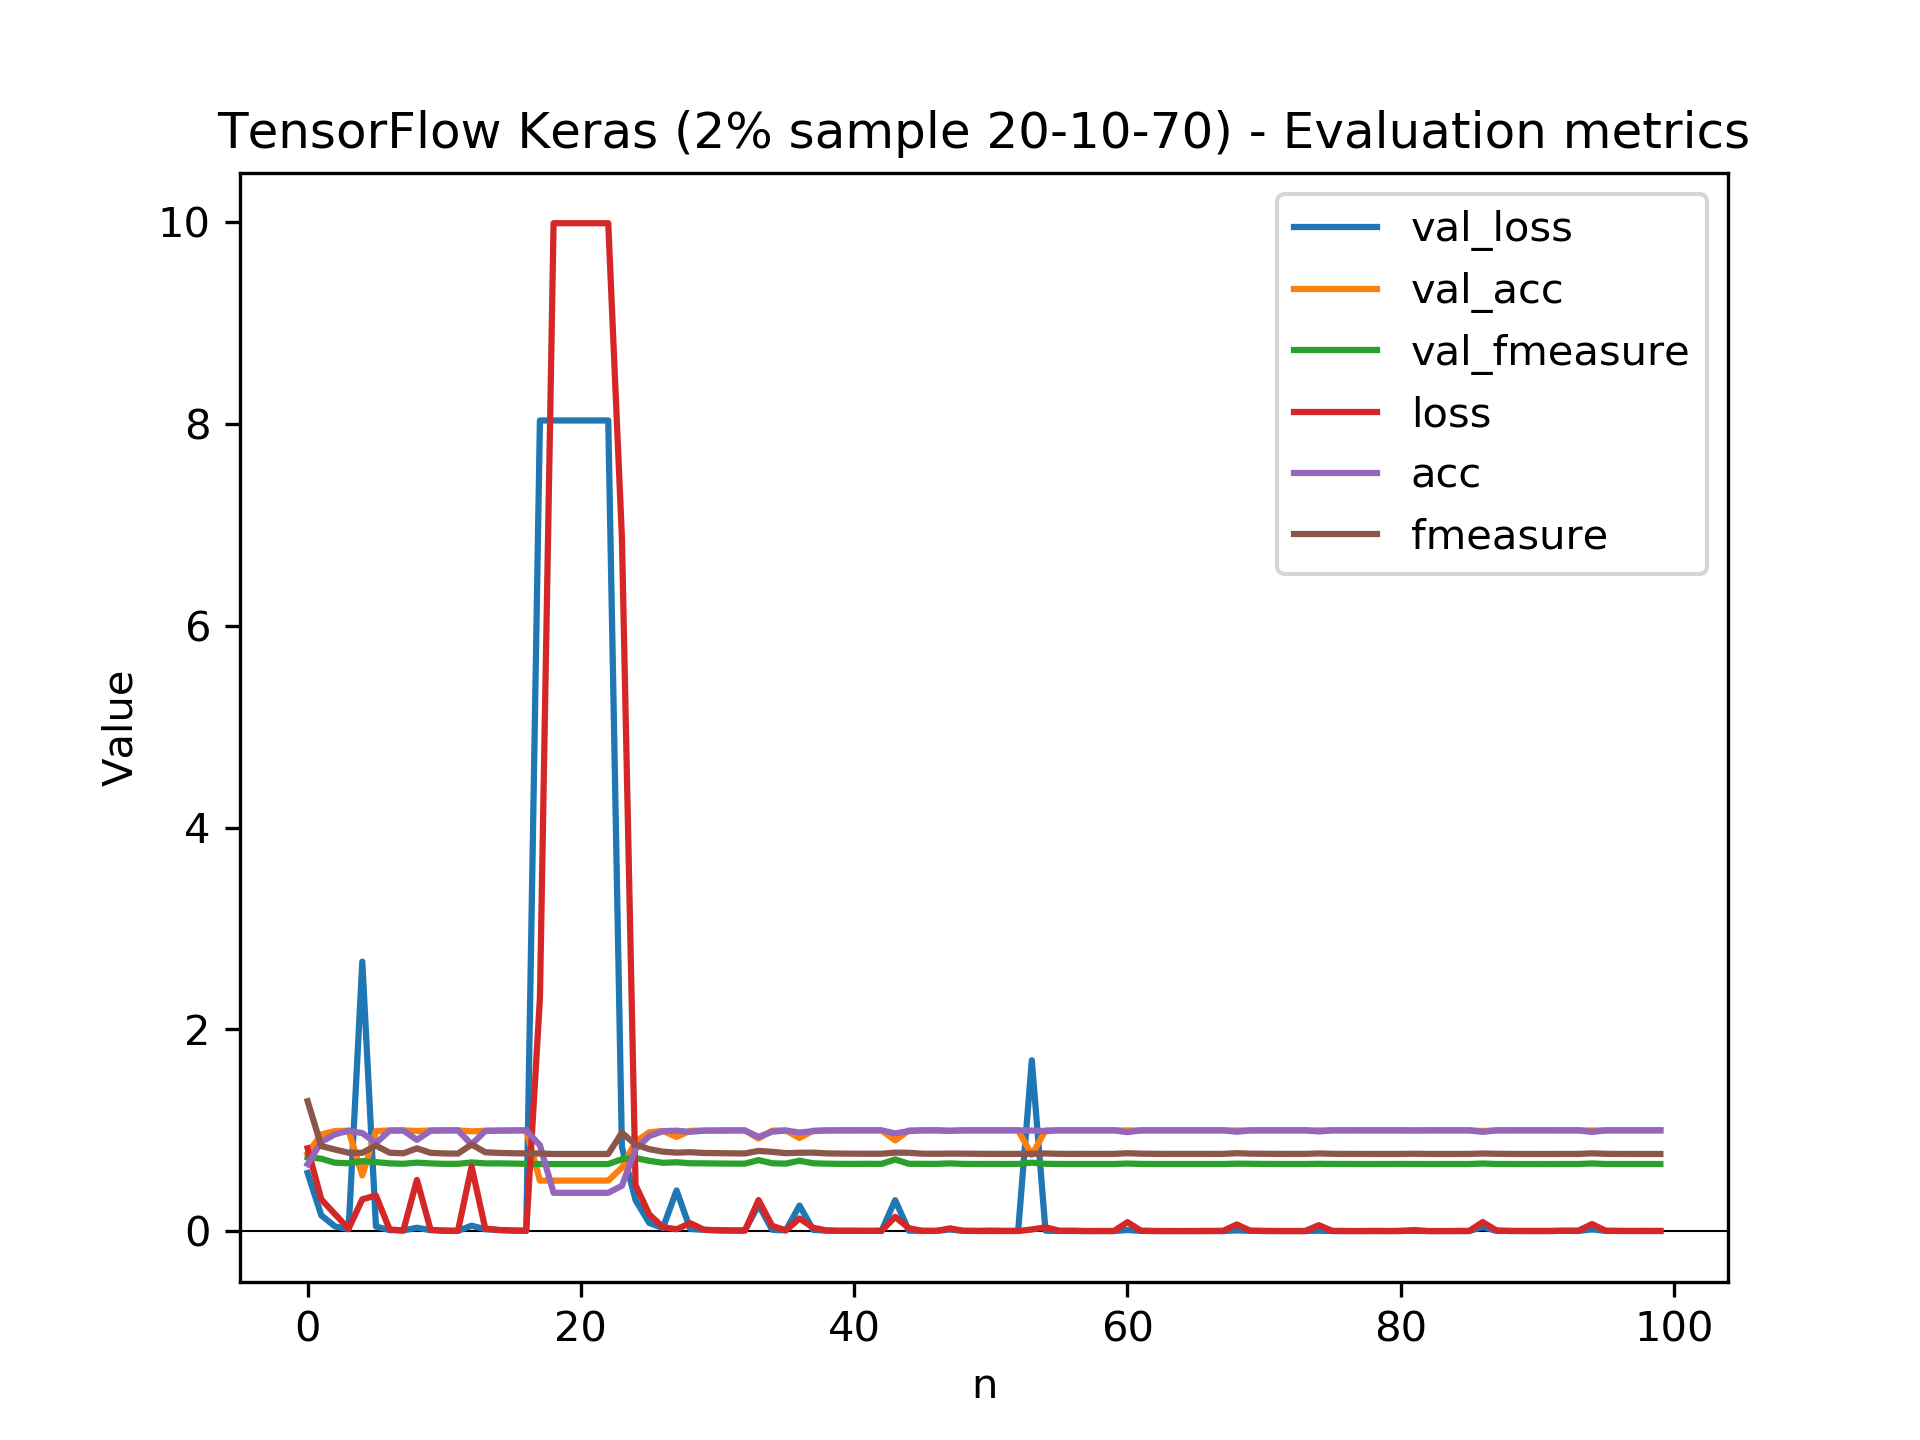 TensorFlow Keras (2% sample 20-10-70) - Evaluation metrics
10
8
6
4
2
0
Value
val_loss
val_acc
val_fmeasure
loss
acc
fmeasure
0 20 40 60 80 100
n